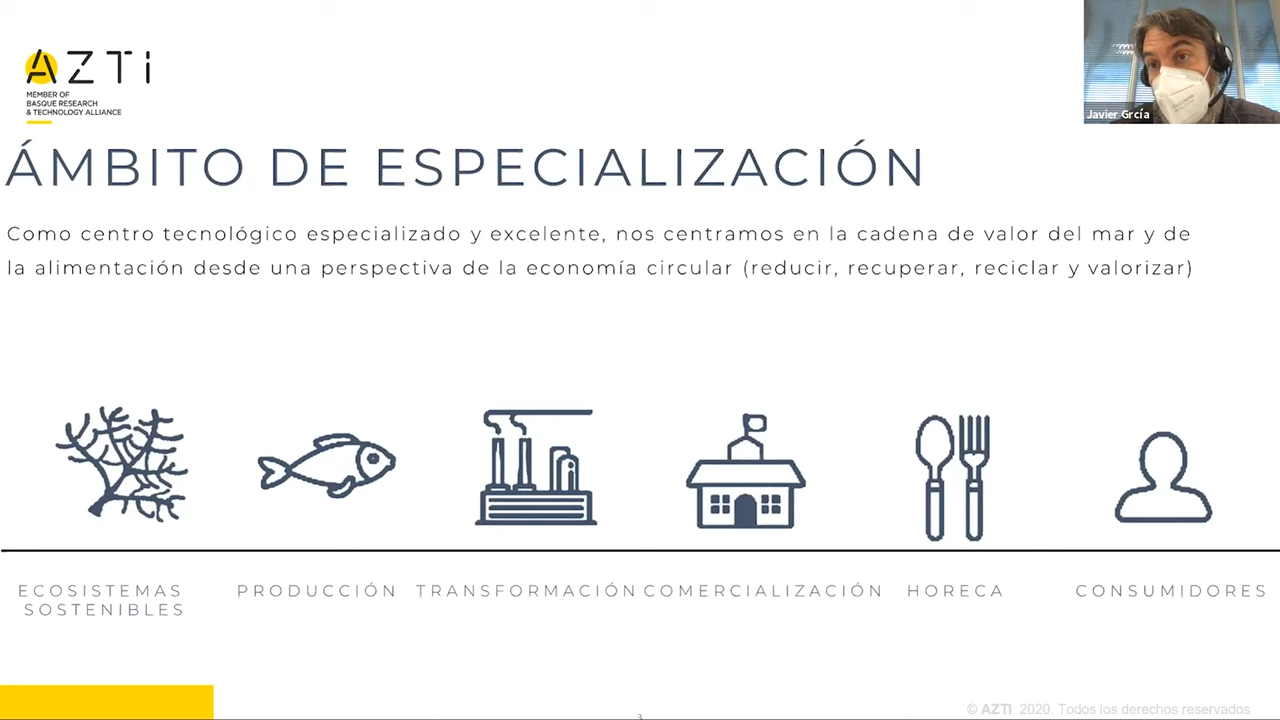 AZTi
MEMBER OF
BASQUE RESEARCH
& TECHNOLOGY ALLIANCE
Javier Grcía
ÁMBITO DE ESPECIALIZACIÓN
Como centro tecnológico especializado y excelente, nos centramos en la cadena de valor del mar y de
la alimentación desde una perspectiva de la economía circular (reducir, recuperar, reciclar y valorizar)
ECOSISTEMAS
SOSTENIBLES
PRODUCCIÓN
TRANSFORMACIÓN
COMERCIALIZACIÓN
HORECA
CONSUMIDORES
3
© AZTI 2020. Todos los derechos reservados